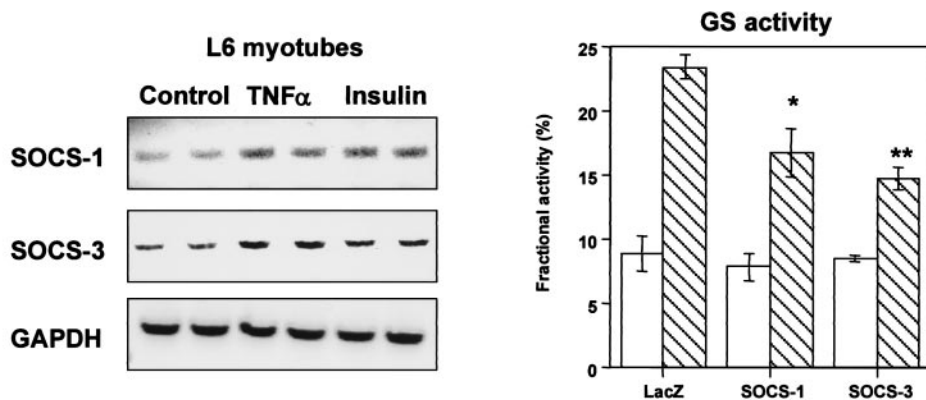 L6 myotubes
Control TNFα Insulin
SOCS-1
SOCS-3
GAPDH
GS activity
Fractional activity (%)
25
20
15
10
5
0
*
**
LacZ SOCS-1 SOCS-3